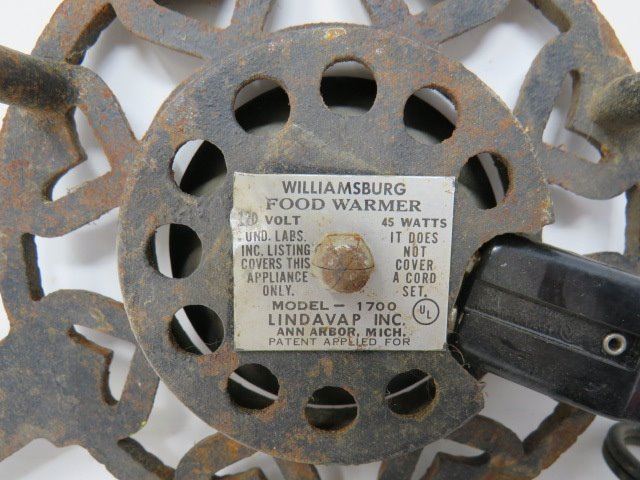 WILLIAMSBURG
FOOD WARMER
120 VOLT 45 WATTS
UND. LABS. IT DOES
INC. LISTING NOT
COVERS THIS COVER
APPLIANCE A CORD
ONLY. SET.
MODEL - 1700
LINDAVAP INC. UL
ANN ARBOR, MICH.
PATENT APPLIED FOR